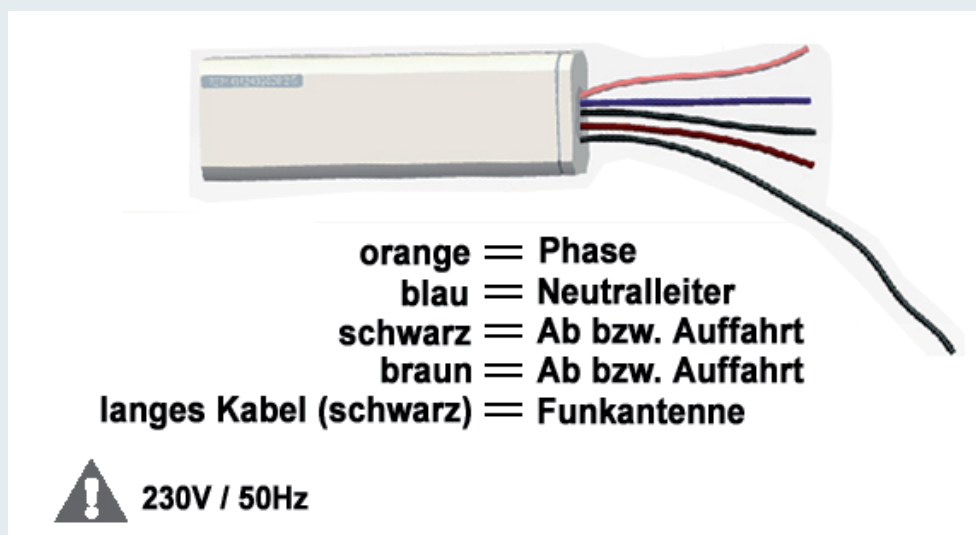 orange = Phase
blau = Neutralleiter
schwarz = Ab bzw. Auffahrt
braun = Ab bzw. Auffahrt
langes Kabel (schwarz) = Funkantenne
230V / 50Hz